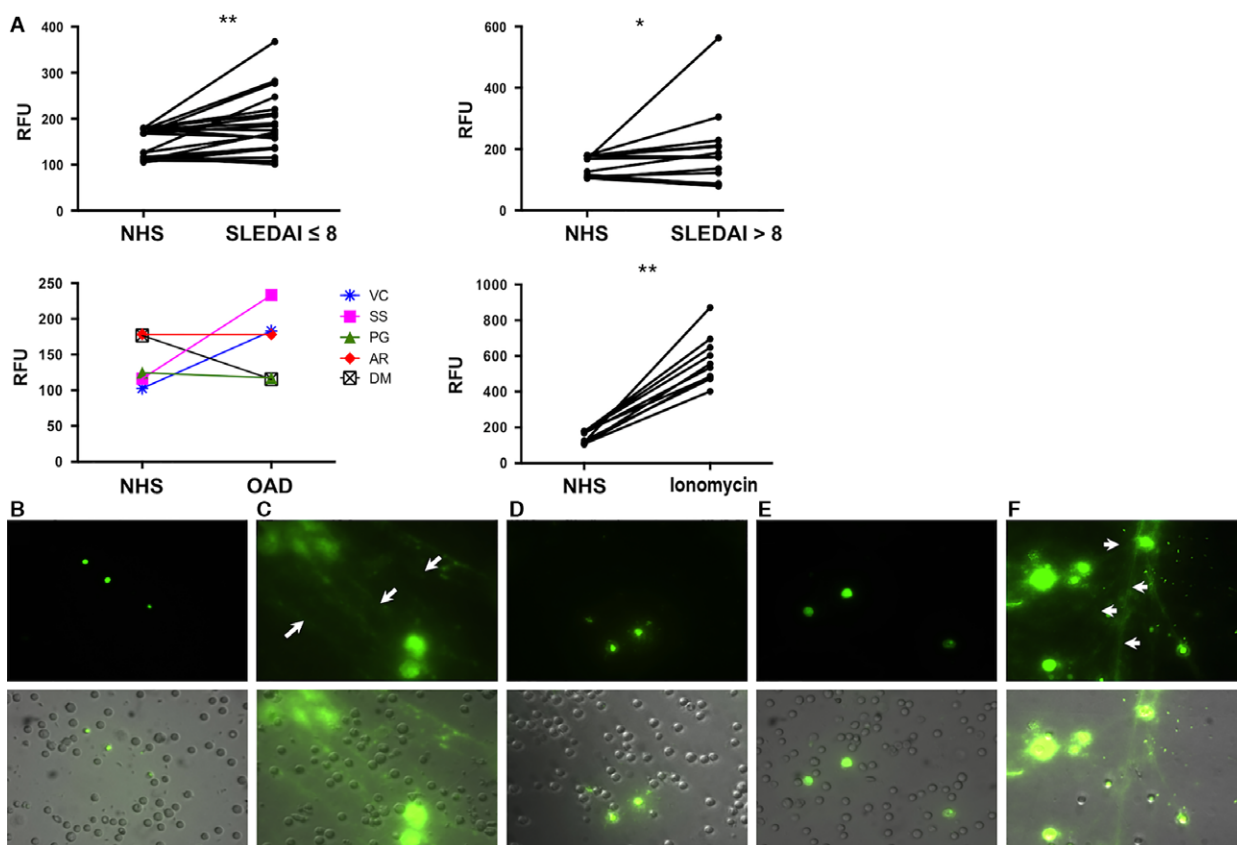 A
**
RFU
400
300
200
100
0
NHS SLEDAI ≤ 8
*
RFU
600
400
200
0
NHS SLEDAI > 8
RFU
250
200
150
100
50
0
NHS OAD
VC
SS
PG
AR
DM
**
RFU
1000
800
600
400
200
0
NHS Ionomycin
B C D E F